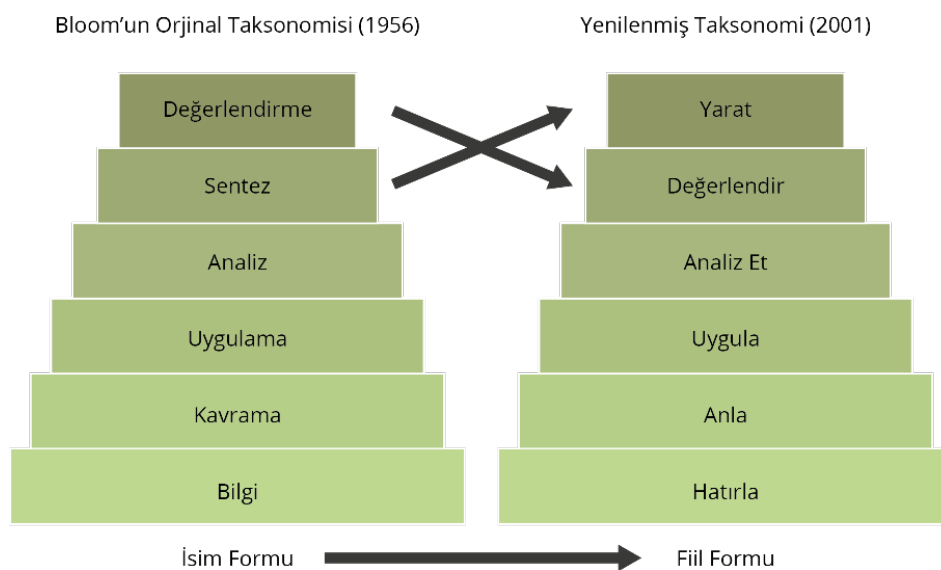 Bloom’un Orjinal Taksonomisi (1956)
Değerlendirme
Sentez
Analiz
Uygulama
Kavrama
Bilgi
Yenilenmiş Taksonomi (2001)
Yarat
Değerlendir
Analiz Et
Uygula
Anla
Hatırla
İsim Formu
Fiil Formu